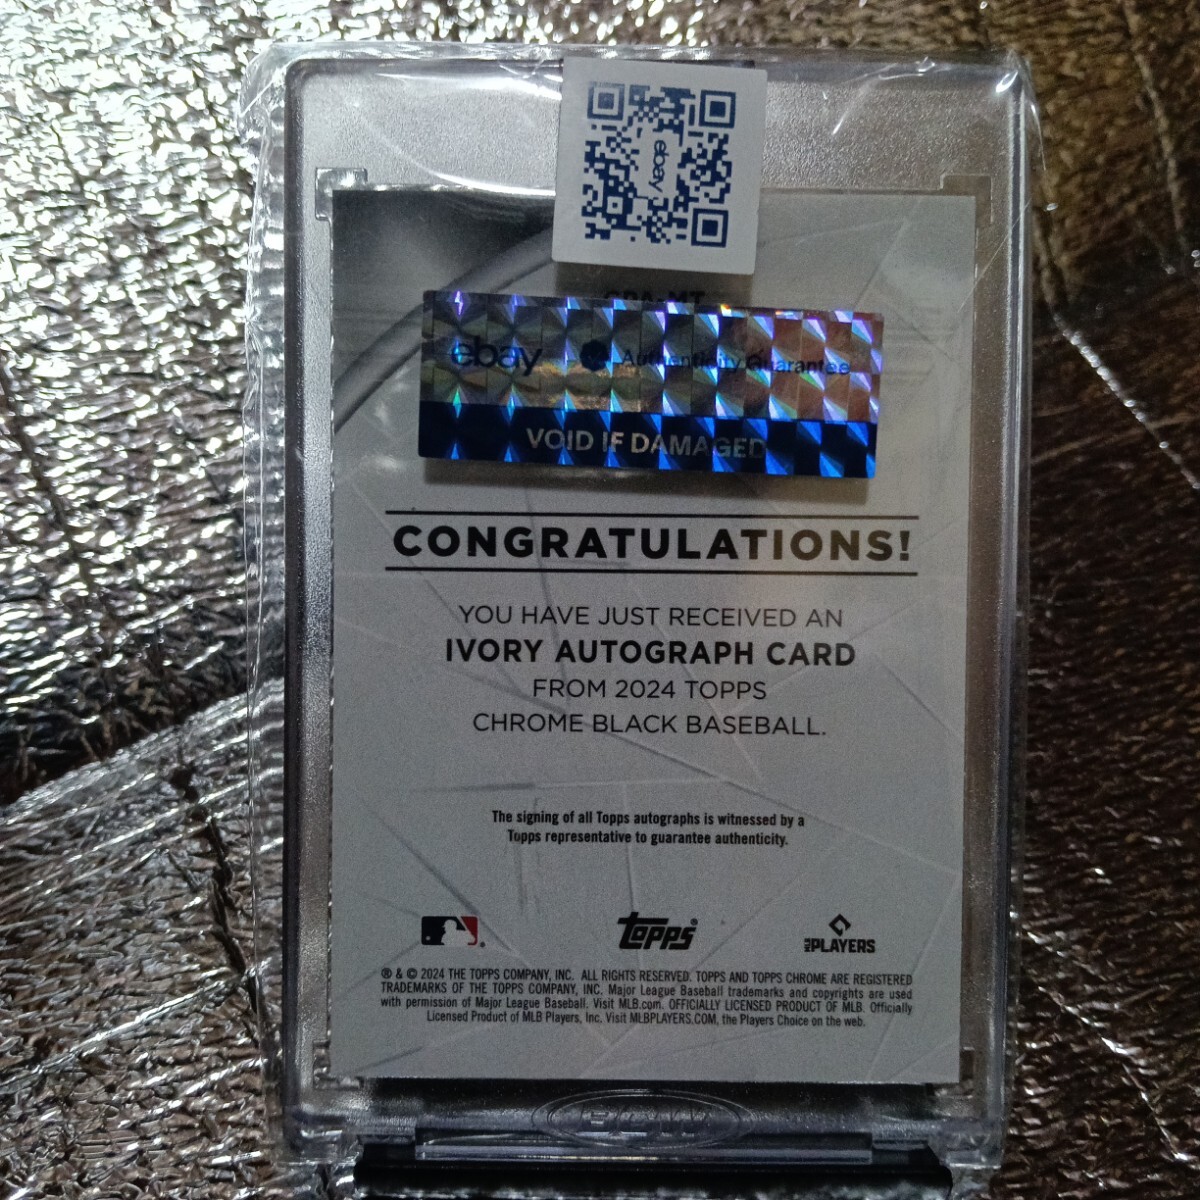 ebay
ebay Authenticity Guarantee
VOID IF DAMAGED
CONGRATULATIONS!
YOU HAVE JUST RECEIVED AN
IVORY AUTOGRAPH CARD
FROM 2024 TOPPS
CHROME BLACK BASEBALL.
The signing of all Topps autographs is witnessed by a
Topps representative to guarantee authenticity.
topps® MLB PLAYERS
® & © 2024 THE TOPPS COMPANY, INC. ALL RIGHTS RESERVED. TOPPS AND TOPPS CHROME ARE REGISTERED
TRADEMARKS OF THE TOPPS COMPANY, INC. Major League Baseball trademarks and copyrights are used
with permission of Major League Baseball. Visit MLB.com. OFFICIALLY LICENSED PRODUCT OF MLB. Officially
Licensed Product of MLB Players, Inc. Visit MLBPLAYERS.COM, the Players Choice on the web.